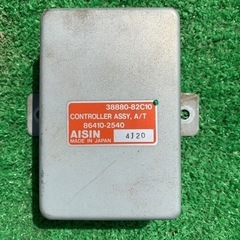 38880-82C10
CONTROLLER ASSY, A/T
86410-2540
AISIN
MADE IN JAPAN
4120